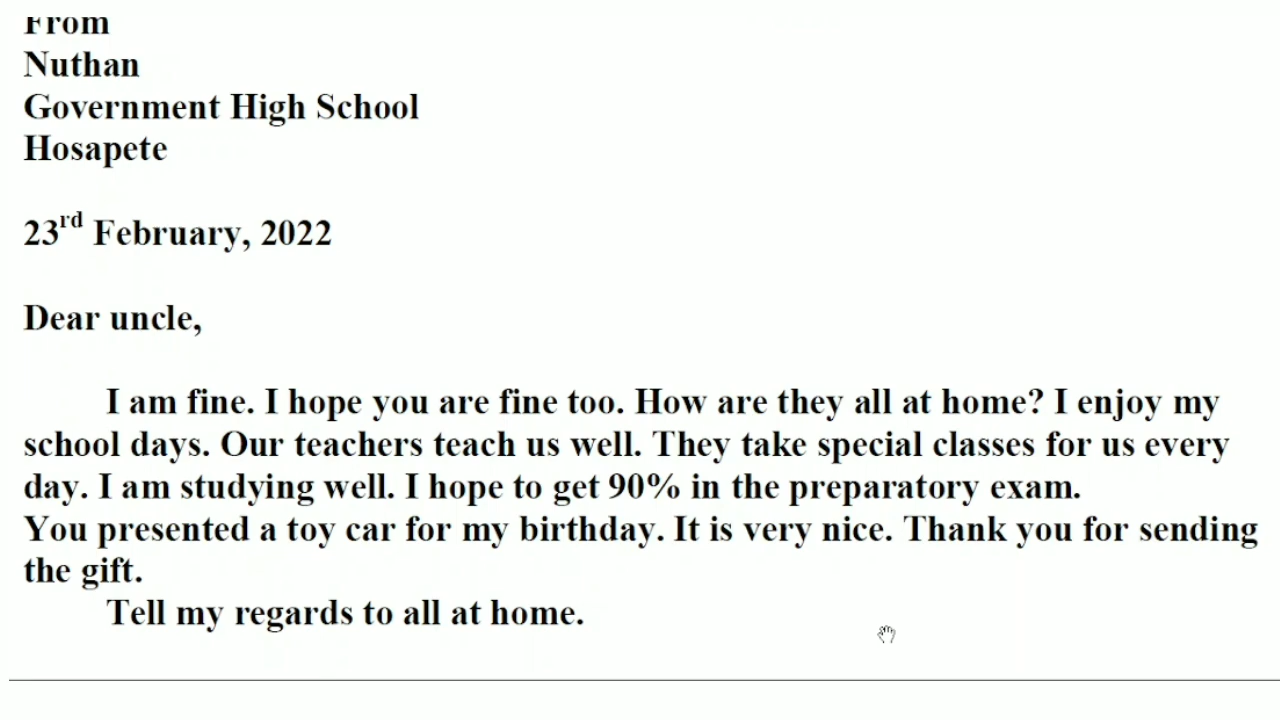 From
Nuthan
Government High School
Hosapete
23rd February, 2022
Dear uncle,
I am fine. I hope you are fine too. How are they all at home? I enjoy my
school days. Our teachers teach us well. They take special classes for us every
day. I am studying well. I hope to get 90% in the preparatory exam.
You presented a toy car for my birthday. It is very nice. Thank you for sending
the gift.
Tell my regards to all at home.